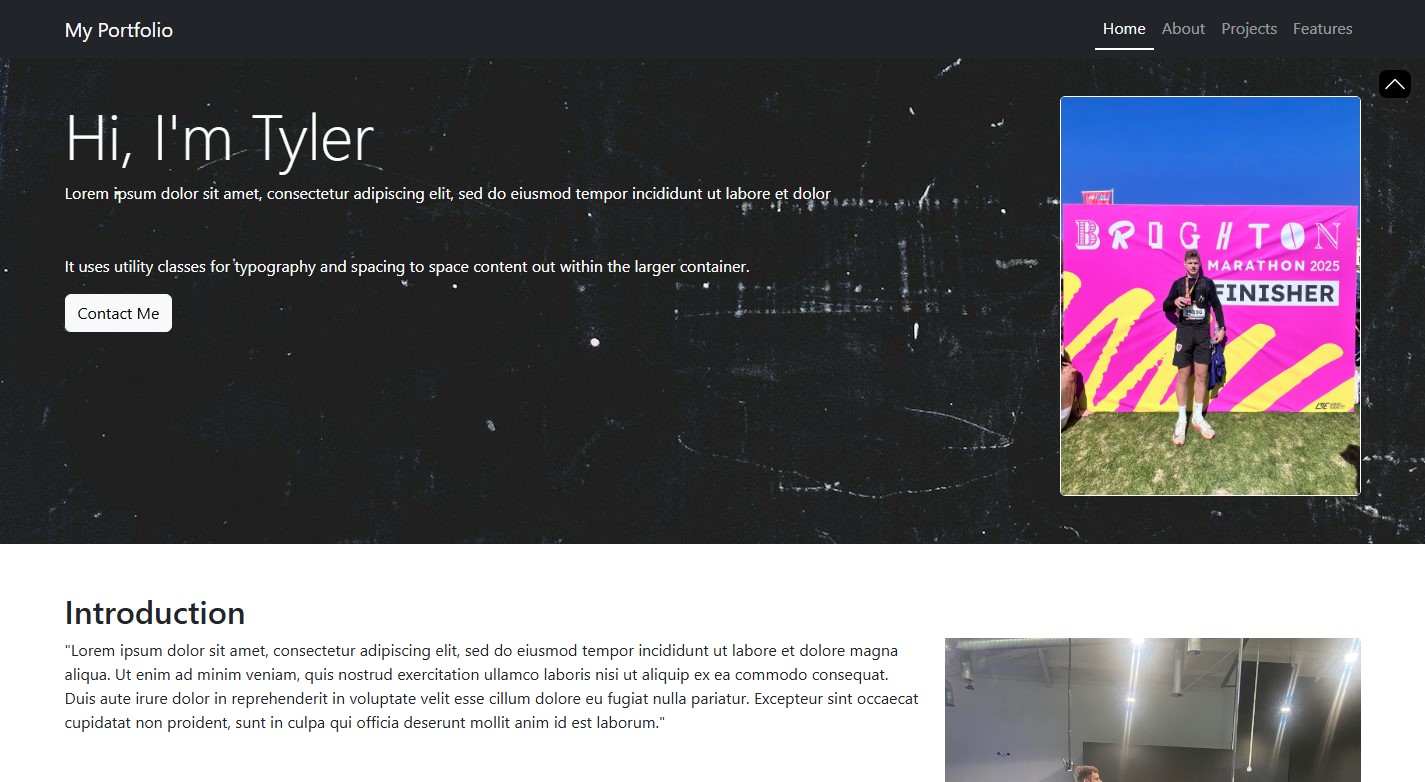 My Portfolio
Home About Projects Features
Hi, I'm Tyler
Lorem ipsum dolor sit amet, consectetur adipiscing elit, sed do eiusmod tempor incididunt ut labore et dolor
It uses utility classes for typography and spacing to space content out within the larger container.
Contact Me
BRIGHTON
MARATHON 2025
FINISHER
Introduction
"Lorem ipsum dolor sit amet, consectetur adipiscing elit, sed do eiusmod tempor incididunt ut labore et dolore magna
aliqua. Ut enim ad minim veniam, quis nostrud exercitation ullamco laboris nisi ut aliquip ex ea commodo consequat.
Duis aute irure dolor in reprehenderit in voluptate velit esse cillum dolore eu fugiat nulla pariatur. Excepteur sint occaecat
cupidatat non proident, sunt in culpa qui officia deserunt mollit anim id est laborum."